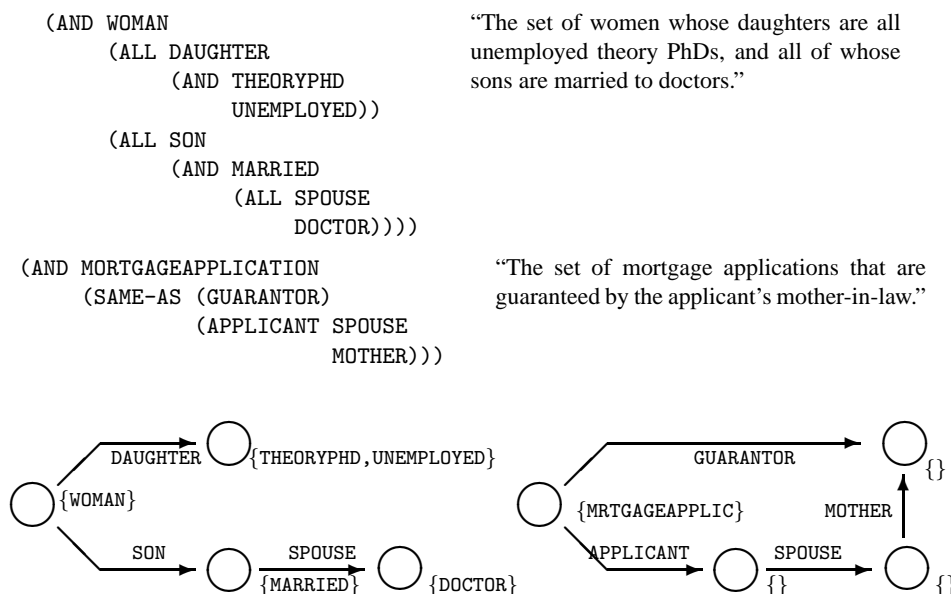 (AND WOMAN
(ALL DAUGHTER
(AND THEORYPHD
UNEMPLOYED))
(ALL SON
(AND MARRIED
(ALL SPOUSE
DOCTOR))))
“The set of women whose daughters are all
unemployed theory PhDs, and all of whose
sons are married to doctors.”
(AND MORTGAGEAPPLICATION
(SAME-AS (GUARANTOR)
(APPLICANT SPOUSE
MOTHER)))
“The set of mortgage applications that are
guaranteed by the applicant’s mother-in-law.”
DAUGHTER
{THEORYPHD,UNEMPLOYED}
{WOMAN}
SON
SPOUSE
{MARRIED}
{DOCTOR}
GUARANTOR
{}
{MRTGAGEAPPLIC}
MOTHER
APPLICANT
SPOUSE
{}
{}